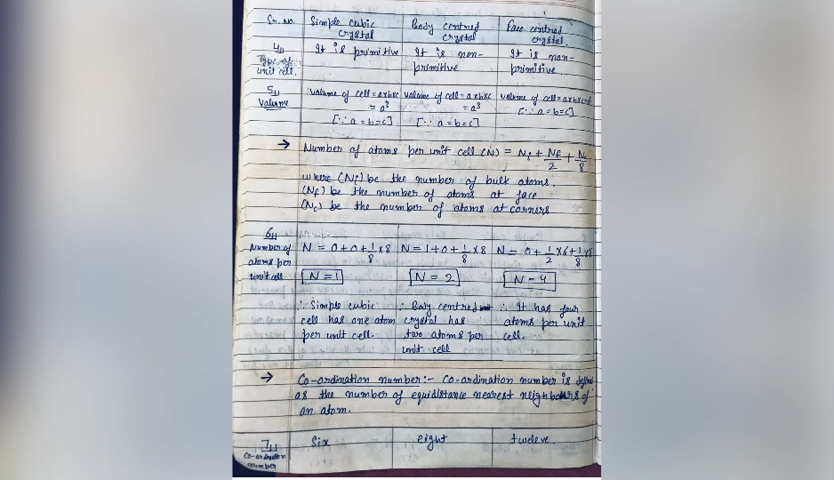 Sr. No. Simple cubic crystal Body centred crystal Face centred crystal.
4 Type of unit cell. It is primitive It is non-primitive It is non-primitive.
5 Volume volume of cell = axbxc = a³ [∵ a=b=c] volume of cell = axbxc = a³ [∵ a=b=c] volume of cell = axbxc [∵ a=b=c]
→ Number of atoms per unit cell (N) = Ni + Nf/2 + Nc/8
where (Ni) be the number of bulk atoms.
(Nf) be the number of atoms at face
(Nc) be the number of atoms at corners
6 Number of atoms per unit cell N = 0+0+1/8×8 N = 1+0+1/8×8 N = 0+1/2×6+1/8
N=1 N=2 N-4
∴ Simple cubic cell has one atom per unit cell. ∴ Body centred crystal has two atoms per unit cell ∴ It has four atoms per unit cell.
→ Co-ordination number:- Co-ordination number is defined
as the number of equidistance nearest neighbours of
an atom.
7 Co-ordination number Six eight twelve.